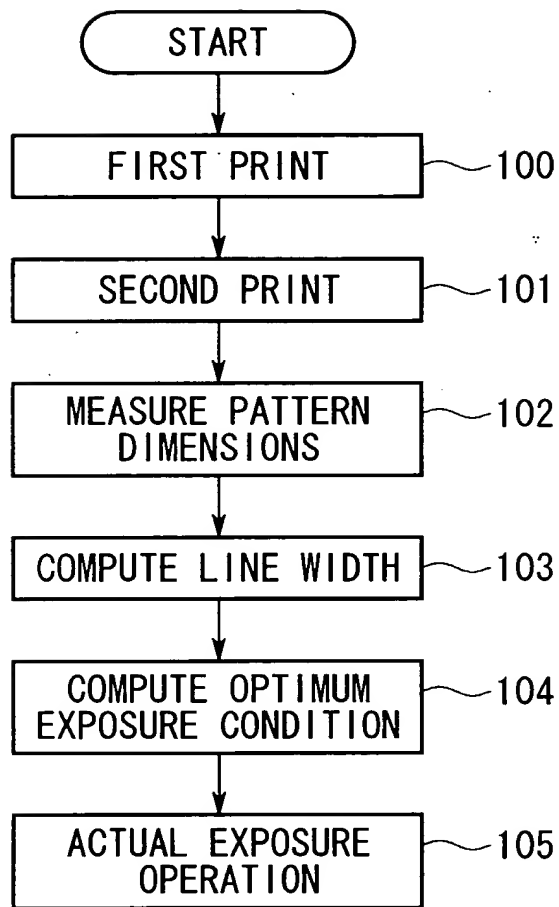 START
FIRST PRINT
100
SECOND PRINT
101
MEASURE PATTERN
DIMENSIONS
102
COMPUTE LINE WIDTH
103
COMPUTE OPTIMUM
EXPOSURE CONDITION
104
ACTUAL EXPOSURE
OPERATION
105